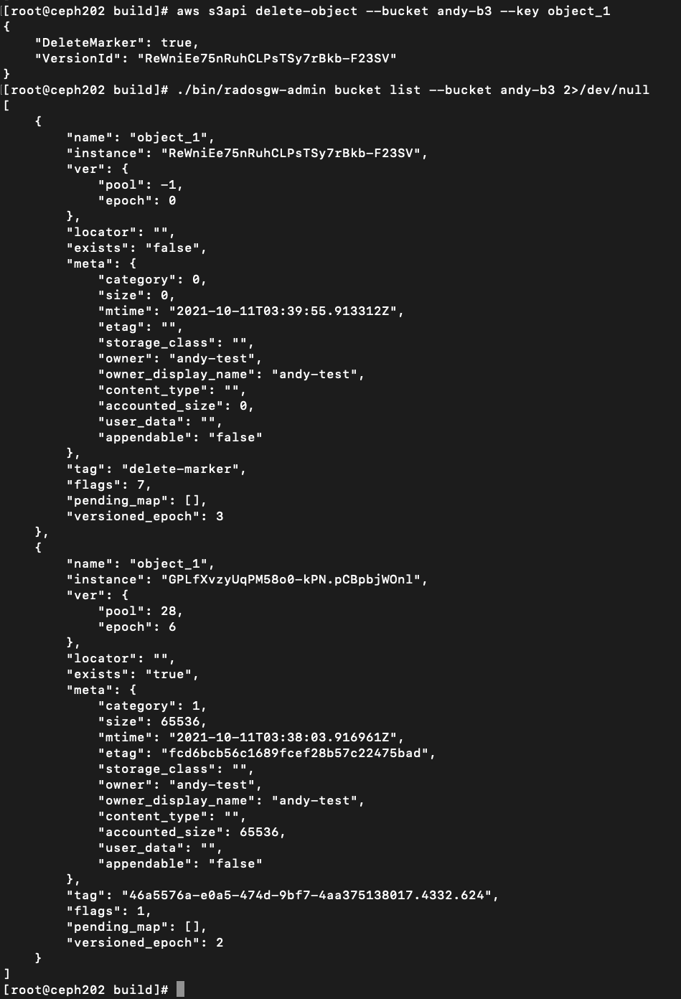 [root@ceph202 build]# aws s3api delete-object --bucket andy-b3 --key object_1
{
    "DeleteMarker": true,
    "VersionId": "ReWniEe75nRuhCLPsTSy7rBkb-F23SV"
}
[root@ceph202 build]# ./bin/radosgw-admin bucket list --bucket andy-b3 2>/dev/null
[
    {
        "name": "object_1",
        "instance": "ReWniEe75nRuhCLPsTSy7rBkb-F23SV",
        "ver": {
            "pool": -1,
            "epoch": 0
        },
        "locator": "",
        "exists": "false",
        "meta": {
            "category": 0,
            "size": 0,
            "mtime": "2021-10-11T03:39:55.913312Z",
            "etag": "",
            "storage_class": "",
            "owner": "andy-test",
            "owner_display_name": "andy-test",
            "content_type": "",
            "accounted_size": 0,
            "user_data": "",
            "appendable": "false"
        },
        "tag": "delete-marker",
        "flags": 7,
        "pending_map": [],
        "versioned_epoch": 3
    },
    {
        "name": "object_1",
        "instance": "GPLfXvzyUqPM58o0-kPN.pCBpbjWOnl",
        "ver": {
            "pool": 28,
            "epoch": 6
        },
        "locator": "",
        "exists": "true",
        "meta": {
            "category": 1,
            "size": 65536,
            "mtime": "2021-10-11T03:38:03.916961Z",
            "etag": "fcd6bcb56c1689fcef28b57c22475bad",
            "storage_class": "",
            "owner": "andy-test",
            "owner_display_name": "andy-test",
            "content_type": "",
            "accounted_size": 65536,
            "user_data": "",
            "appendable": "false"
        },
        "tag": "46a5576a-e0a5-474d-9bf7-4aa375138017.4332.624",
        "flags": 1,
        "pending_map": [],
        "versioned_epoch": 2
    }
]
[root@ceph202 build]#